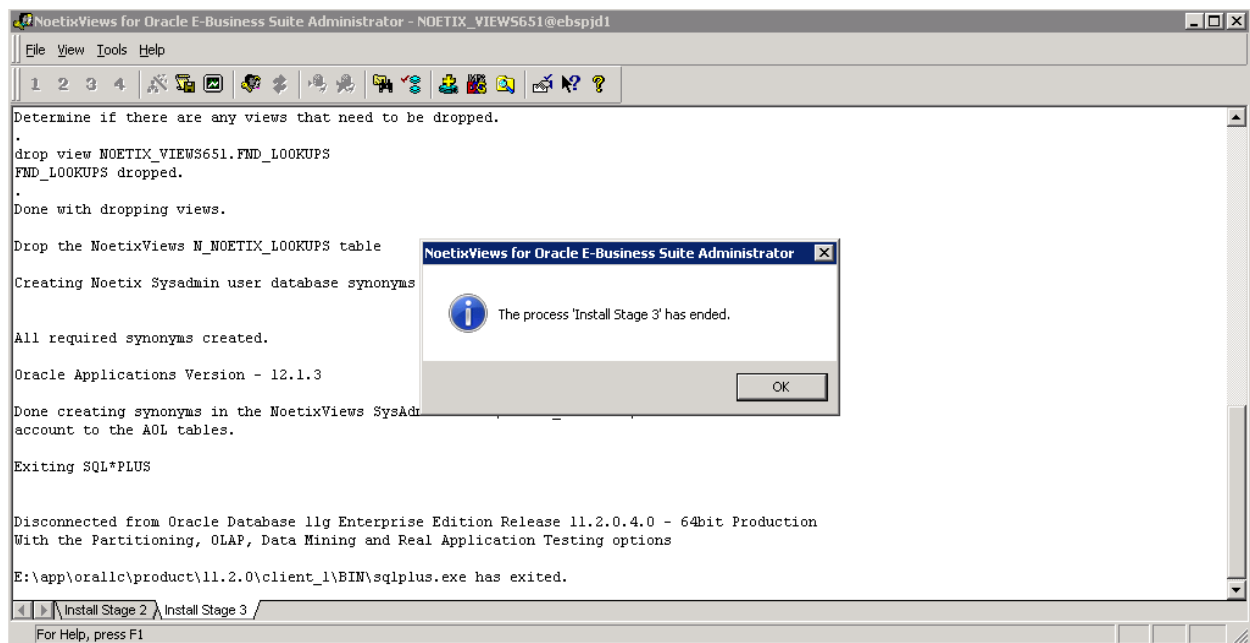 NoetixViews for Oracle E-Business Suite Administrator - NOETIX_VIEWS651@ebspjd1
File View Tools Help
1 2 3 4
Determine if there are any views that need to be dropped.
.
drop view NOETIX_VIEWS651.FND_LOOKUPS
FND_LOOKUPS dropped.
.
Done with dropping views.
Drop the NoetixViews N_NOETIX_LOOKUPS table
Creating Noetix Sysadmin user database synonyms
All required synonyms created.
Oracle Applications Version - 12.1.3
Done creating synonyms in the NoetixViews
account to the AOL tables.
Exiting SQL*PLUS
Disconnected from Oracle Database 11g Enterprise Edition Release 11.2.0.4.0 - 64bit Production
With the Partitioning, OLAP, Data Mining and Real Application Testing options
E:\app\orallc\product\11.2.0\client_1\BIN\sqlplus.exe has exited.
NoetixViews for Oracle E-Business Suite Administrator
The process 'Install Stage 3' has ended.
OK
Install Stage 2
Install Stage 3
For Help, press F1